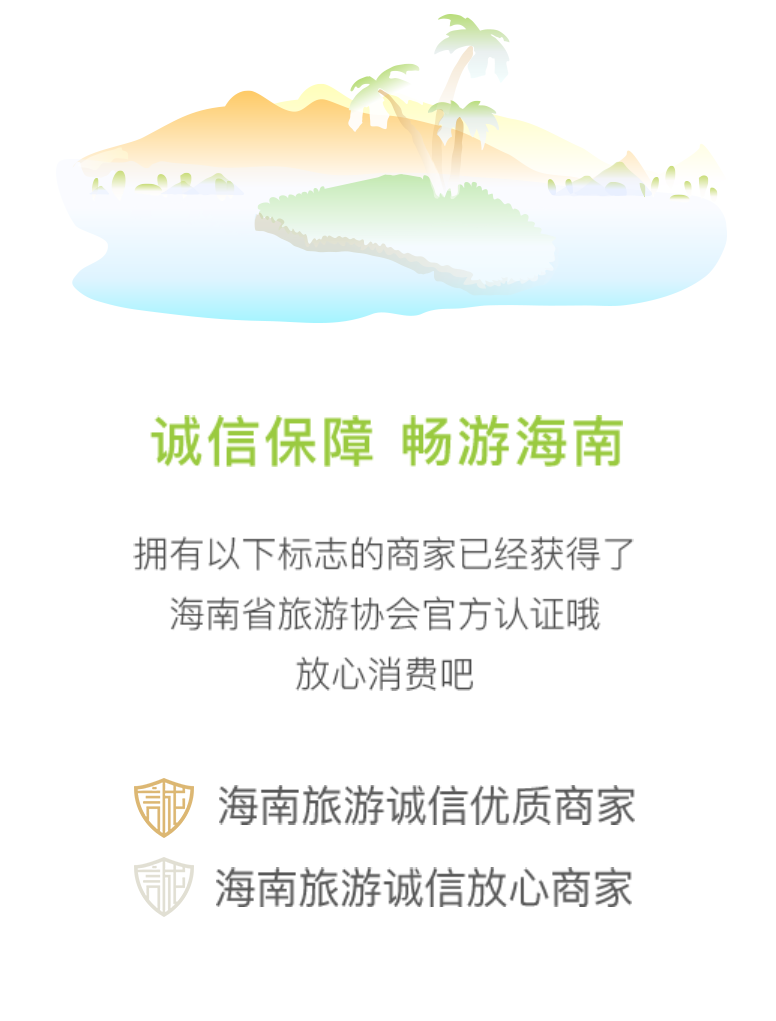 诚信保障 畅游海南
拥有以下标志的商家已经获得了
海南省旅游协会官方认证哦
放心消费吧
誠 海南旅游诚信优质商家
誠 海南旅游诚信放心商家